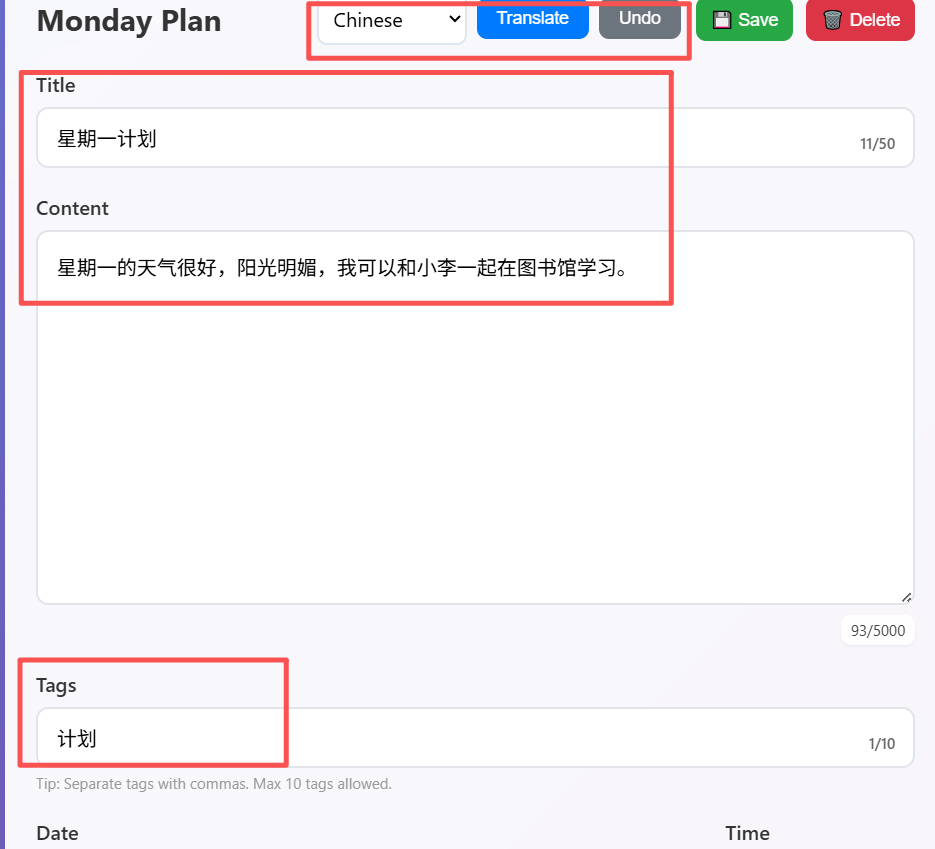 Monday Plan
Chinese Translate Undo 💾 Save 🗑️ Delete
Title
星期一计划
11/50
Content
星期一的天气很好，阳光明媚，我可以和小李一起在图书馆学习。
93/5000
Tags
计划
1/10
Tip: Separate tags with commas. Max 10 tags allowed.
Date Time